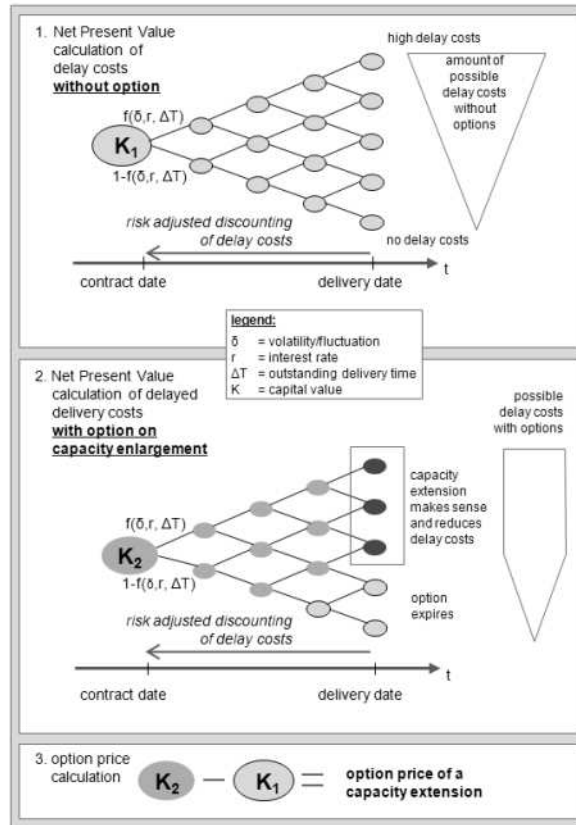 1. Net Present Value
calculation of
delay costs
without option
high delay costs
amount of
possible
delay costs
without
options
f(δ,r, ΔT)
K1
1-f(δ,r, ΔT)
risk adjusted discounting
of delay costs
no delay costs
t
contract date
delivery date
legend:
δ = volatility/fluctuation
r = interest rate
ΔT = outstanding delivery time
K = capital value
2. Net Present Value
calculation of delayed
delivery costs
with option on
capacity enlargement
possible
delay costs
with options
capacity
extension
makes sense
and reduces
delay costs
f(δ,r, ΔT)
K2
1-f(δ,r, ΔT)
option
expires
risk adjusted discounting
of delay costs
t
contract date
delivery date
3. option price
calculation
K2 — K1 = option price of a
capacity extension